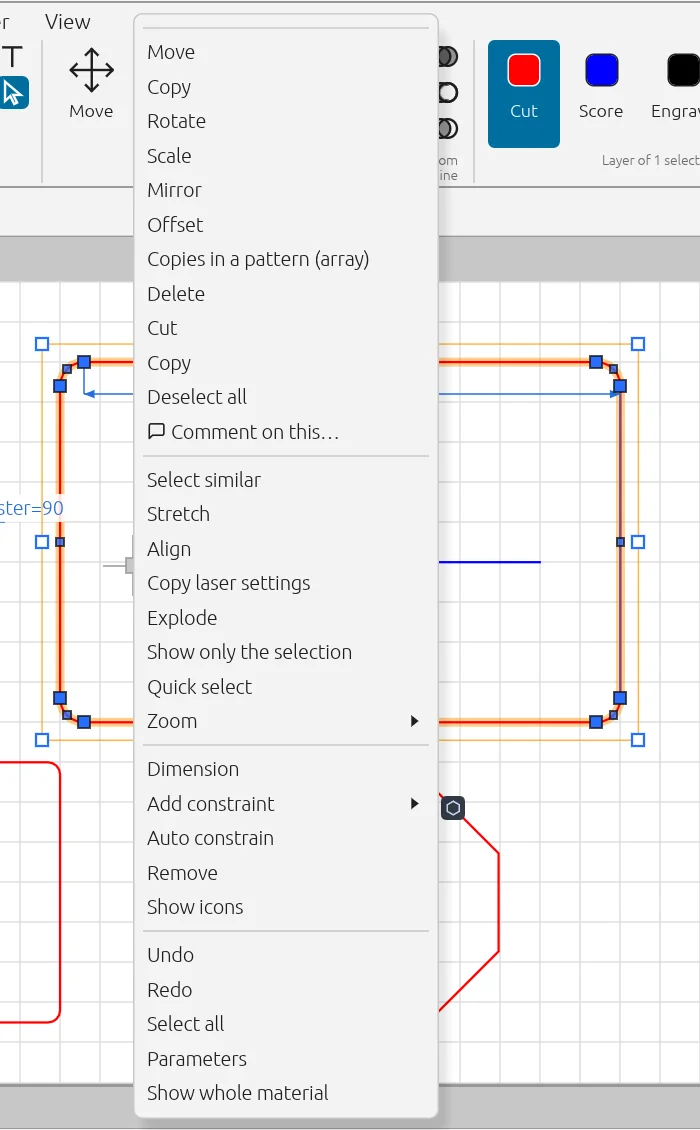 View
Move
Cut
Score
Layer of 1 select
Move
Copy
Rotate
Scale
Mirror
Offset
Copies in a pattern (array)
Delete
Cut
Copy
Deselect all
Comment on this…
Select similar
Stretch
Align
Copy laser settings
Explode
Show only the selection
Quick select
Zoom
Dimension
Add constraint
Auto constrain
Remove
Show icons
Undo
Redo
Select all
Parameters
Show whole material
ster=90